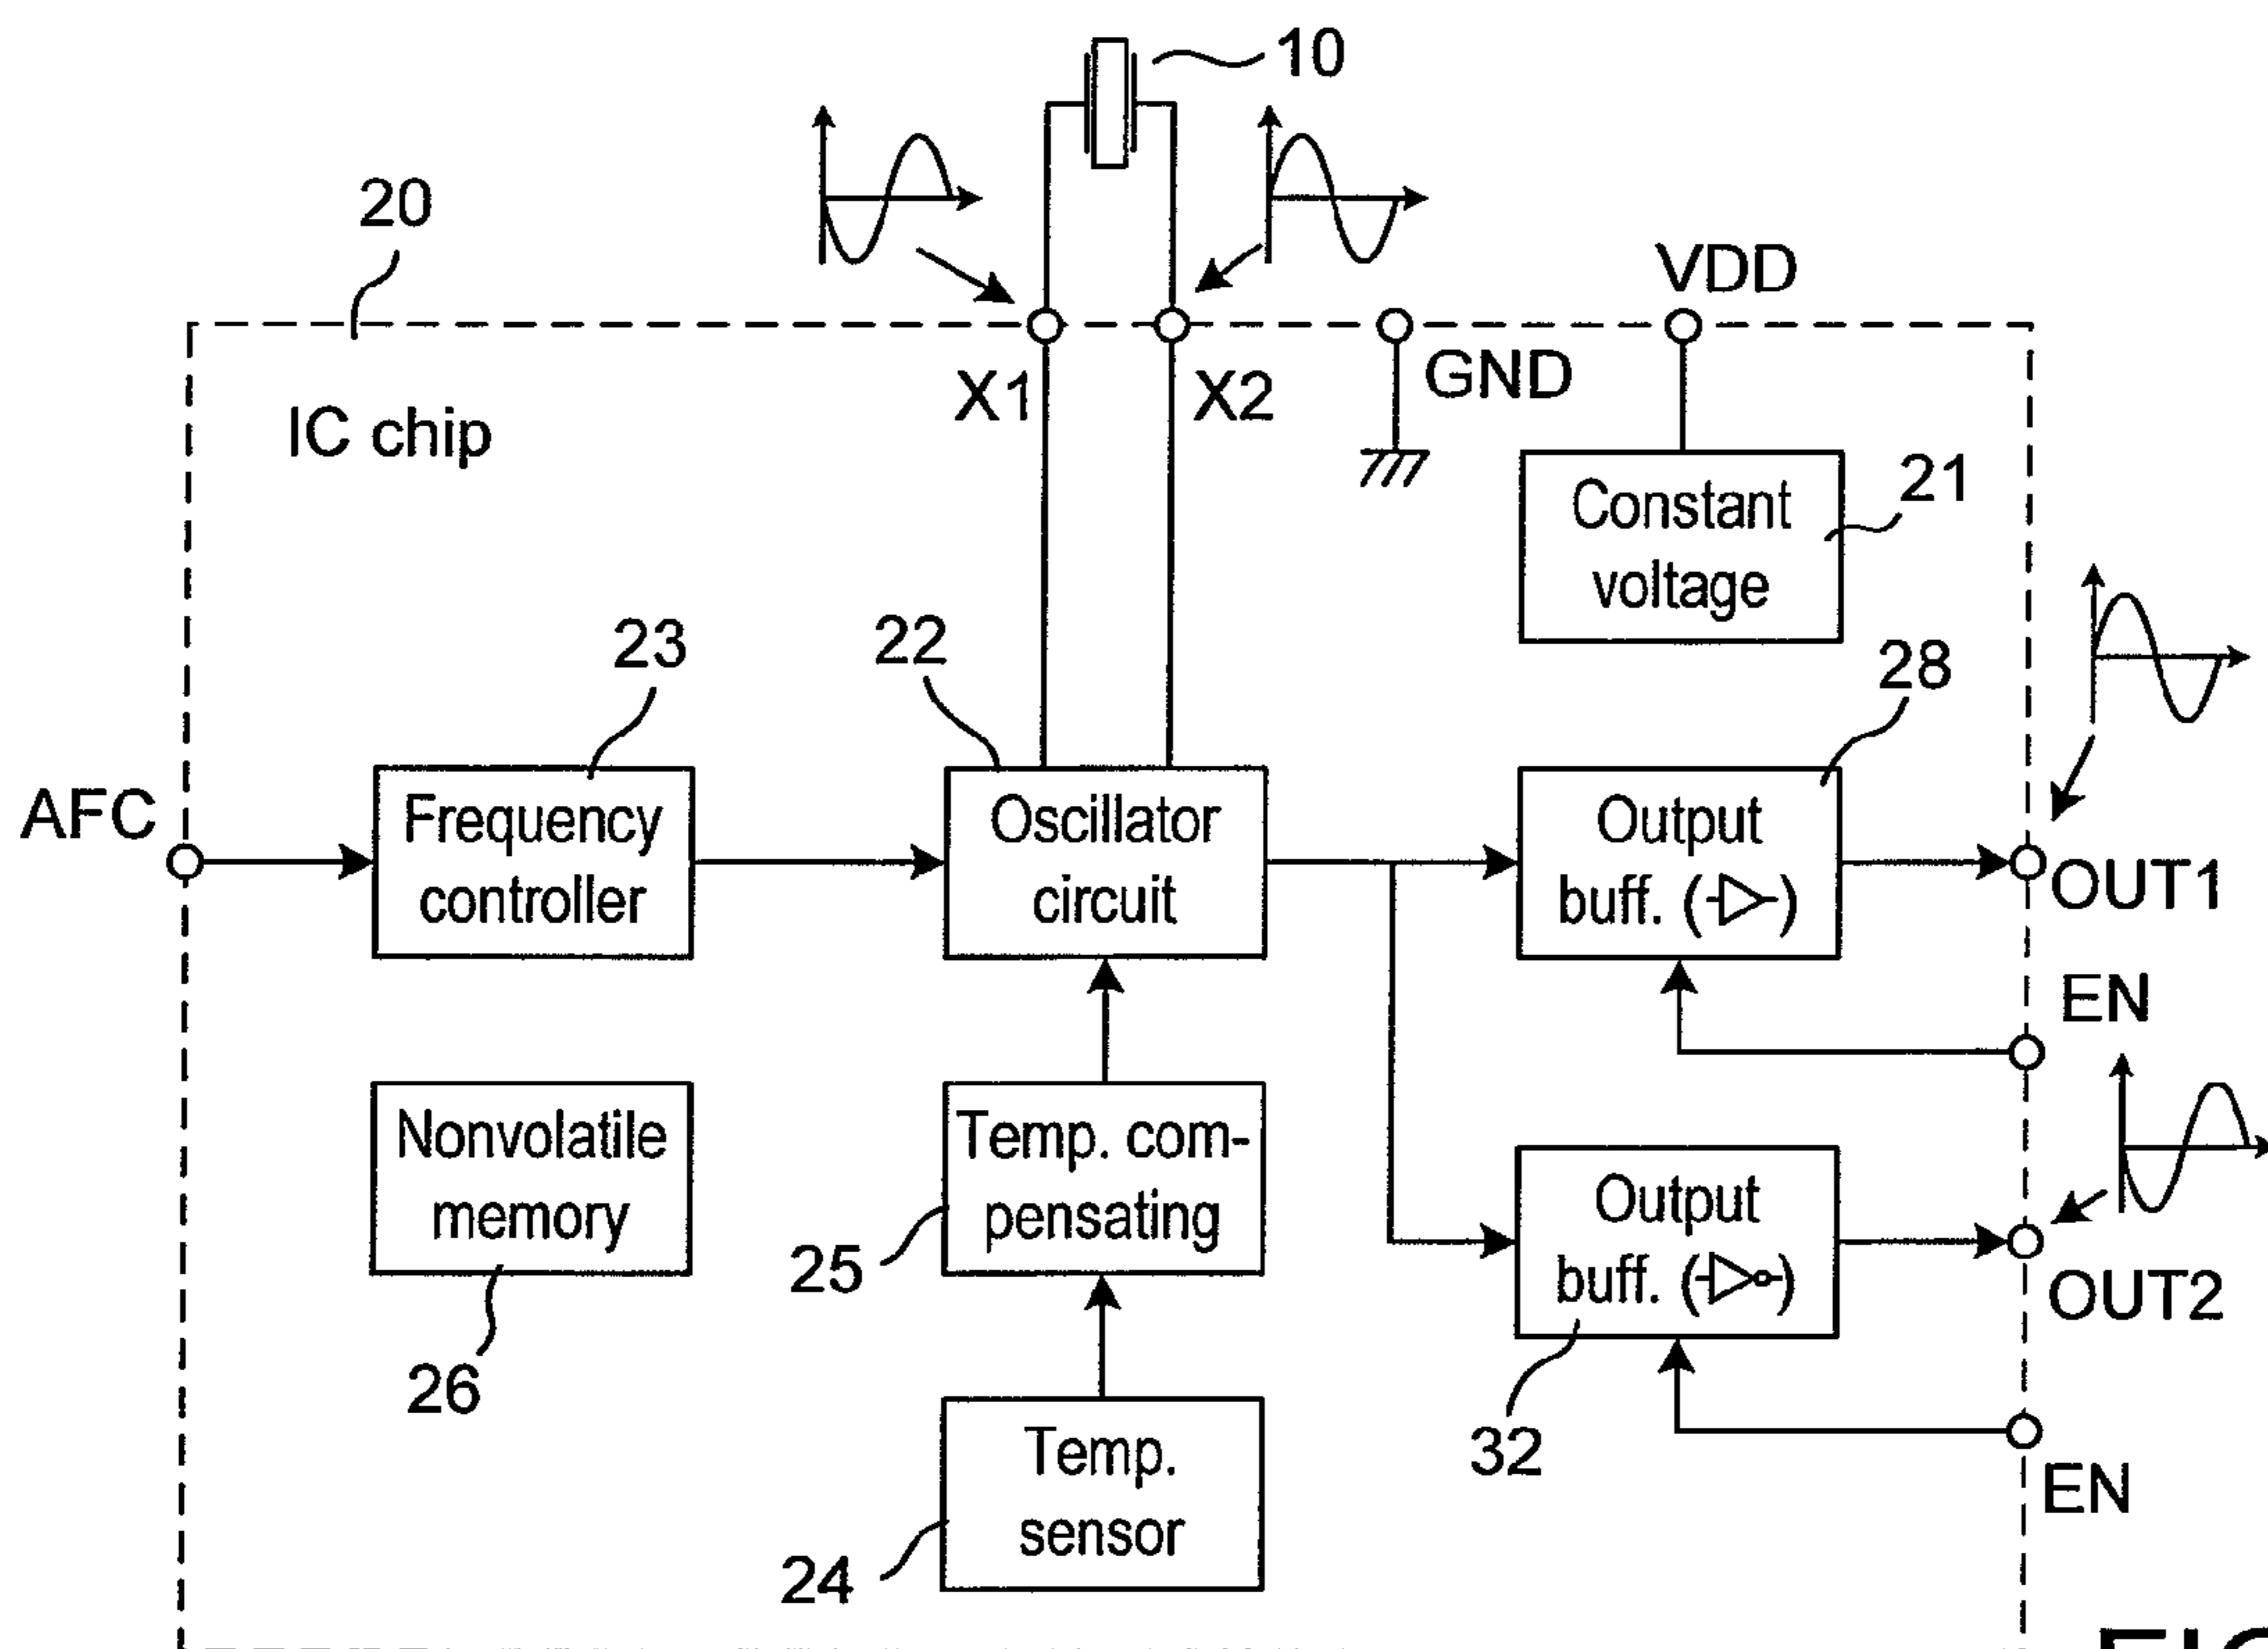 10
20
VDD
X1
X2
GND
IC chip
Constant
voltage
21
23
22
28
AFC
Frequency
controller
Oscillator
circuit
Output
buff. ( )
OUT1
EN
Nonvolatile
memory
Temp. com-
pensating
Output
buff. ( )
25
OUT2
26
Temp.
sensor
32
EN
24